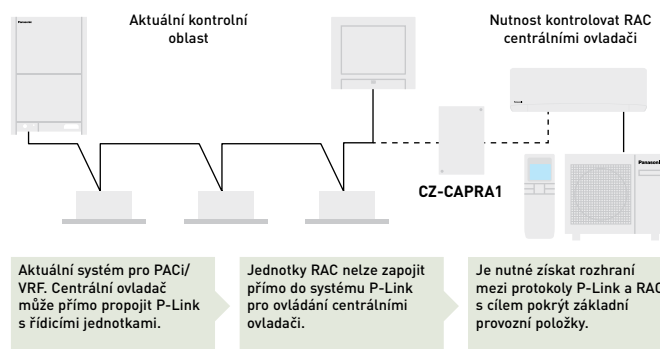 Aktuální kontrolní
oblast
Nutnost kontrolovat RAC
centrálními ovladači
Panasonic
CZ-CAPRA1
Panasonic
Aktuální systém pro PACi/
VRF. Centrální ovladač
může přímo propojit P-Link
s řídicími jednotkami.
Jednotky RAC nelze zapojit
přímo do systému P-Link
pro ovládání centrálními
ovladači.
Je nutné získat rozhraní
mezi protokoly P-Link a RAC
s cílem pokrýt základní
provozní položky.